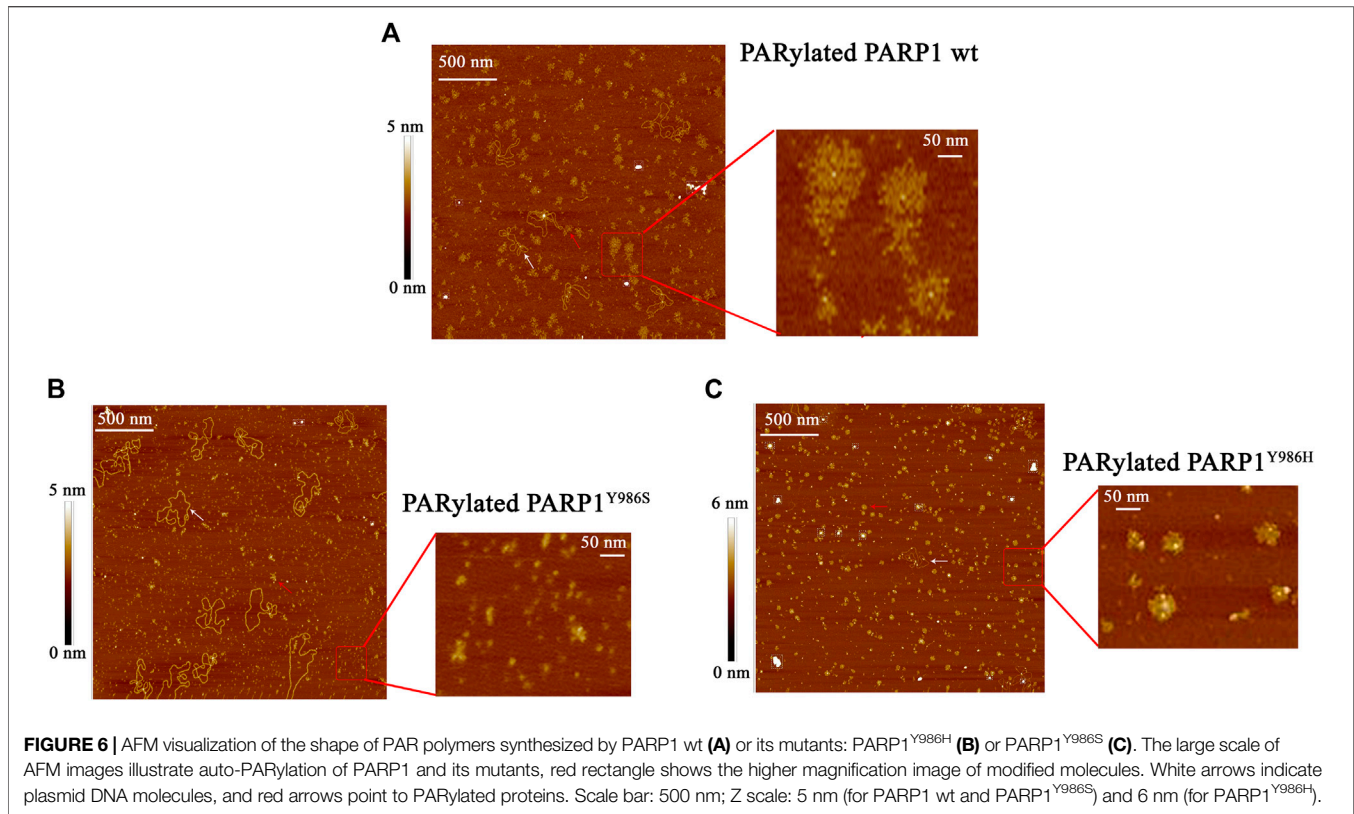 A
PARylated PARP1 wt
500 nm
5 nm
0 nm
50 nm
B
500 nm
5 nm
0 nm
PARylated PARP1Y986S
50 nm
C
500 nm
6 nm
0 nm
PARylated PARP1Y986H
50 nm
FIGURE 6 | AFM visualization of the shape of PAR polymers synthesized by PARP1 wt (A) or its mutants: PARP1Y986H (B) or PARP1Y986S (C). The large scale of
AFM images illustrate auto-PARylation of PARP1 and its mutants, red rectangle shows the higher magnification image of modified molecules. White arrows indicate
plasmid DNA molecules, and red arrows point to PARylated proteins. Scale bar: 500 nm; Z scale: 5 nm (for PARP1 wt and PARP1Y986S) and 6 nm (for PARP1Y986H).